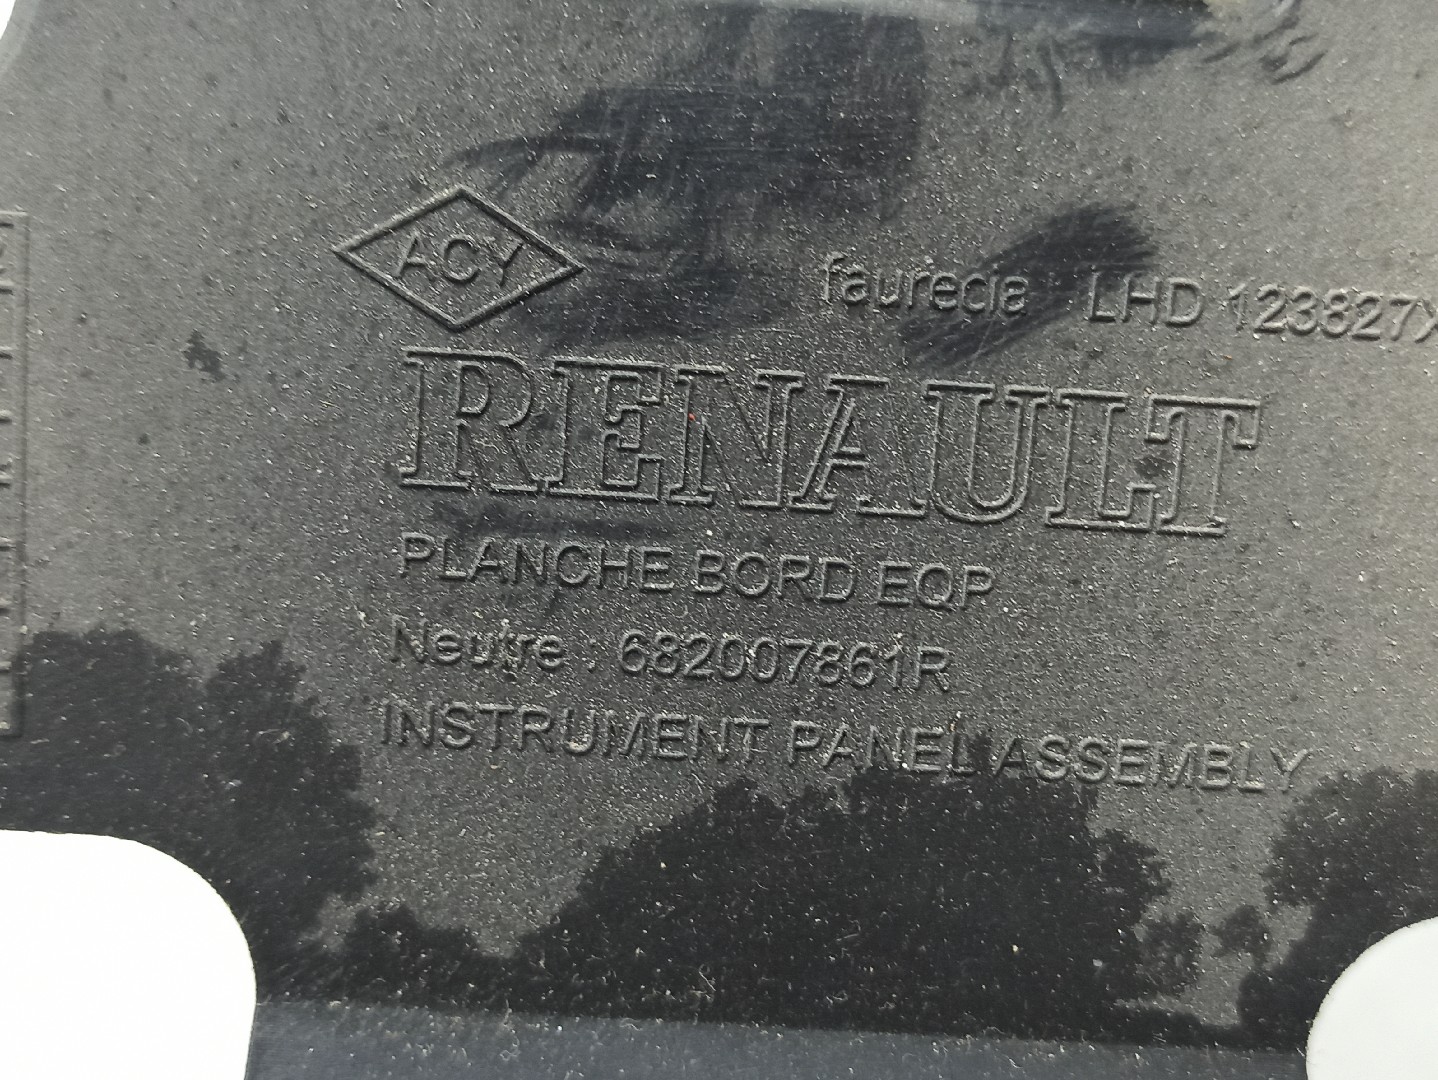 ACY
faurecia LHD 123827X
RENAULT
PLANCHE BORD EQP
Neutre : 682007861R
INSTRUMENT PANEL ASSEMBLY